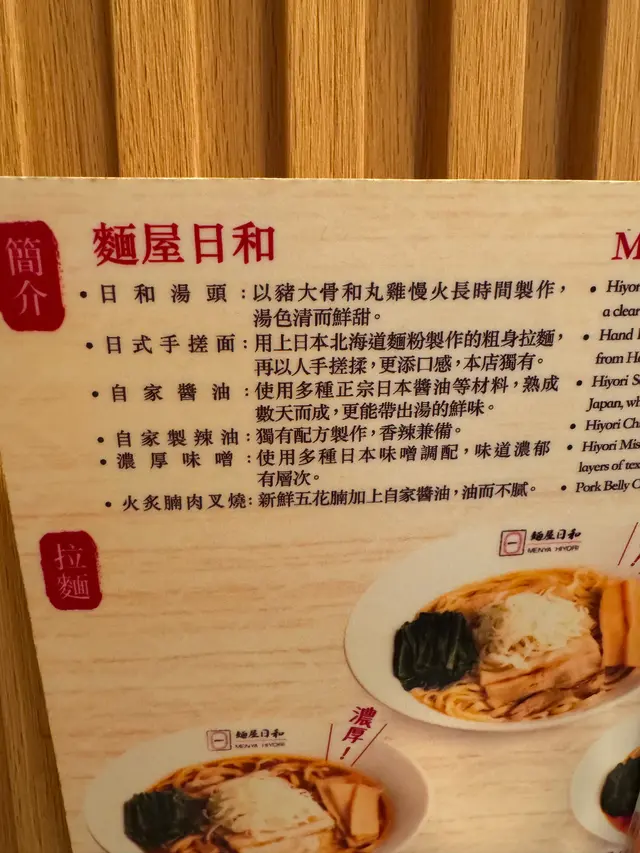 簡介
麵屋日和
• 日和湯頭：以豬大骨和丸雞慢火長時間製作，
湯色清而鮮甜。
• 日式手搓面：用上日本北海道麵粉製作的粗身拉麵，
再以人手搓揉，更添口感，本店獨有。
• 自家醬油：使用多種正宗日本醬油等材料，熟成
數天而成，更能帶出湯的鮮味。
• 自家製辣油：獨有配方製作，香辣兼備。
• 濃厚味噌：使用多種日本味噌調配，味道濃郁
有層次。
• 火炙腩肉叉燒：新鮮五花腩加上自家醬油，油而不膩。
M
• Hiyor
a clear
• Hand
from Ho
• Hiyori S
Japan, wh
• Hiyori Ch
• Hiyori Mis
layers of tex
• Pork Belly C
拉麵
麵屋日和
MENYA HIYORI
濃厚！
麵屋日和
MENYA HIYORI